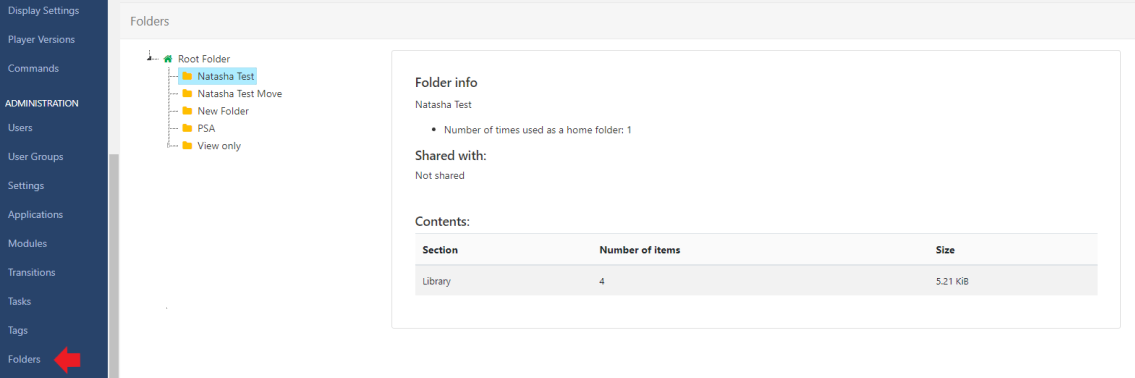 Display Settings
Player Versions
Commands
ADMINISTRATION
Users
User Groups
Settings
Applications
Modules
Transitions
Tasks
Tags
Folders
Folders
Root Folder
Natasha Test
Natasha Test Move
New Folder
PSA
View only
Folder info
Natasha Test
Number of times used as a home folder: 1
Shared with:
Not shared
Contents:
Section Number of items Size
Library 4 5.21 KiB